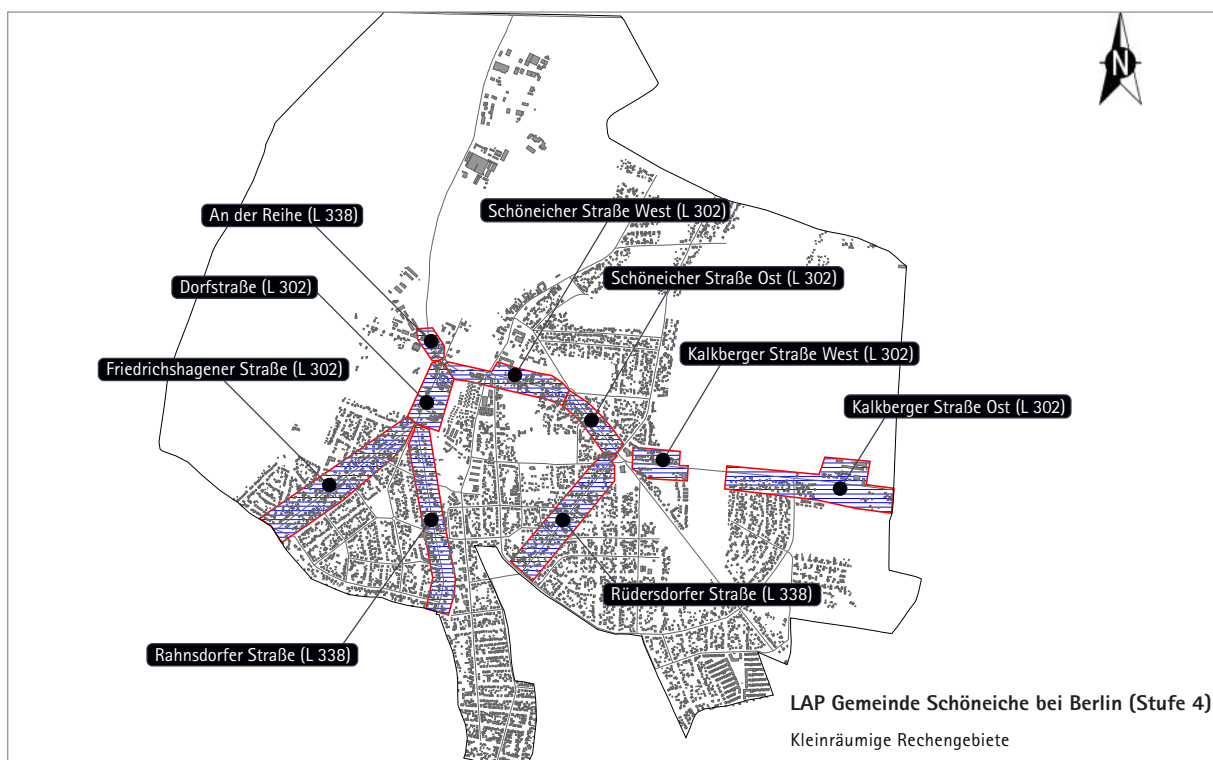 N
An der Reihe (L 338)
Schöneicher Straße West (L 302)
Dorfstraße (L 302)
Schöneicher Straße Ost (L 302)
Friedrichshagener Straße (L 302)
Kalkberger Straße West (L 302)
Kalkberger Straße Ost (L 302)
Rüdersdorfer Straße (L 338)
Rahnsdorfer Straße (L 338)
LAP Gemeinde Schöneiche bei Berlin (Stufe 4)
Kleinräumige Rechengebiete